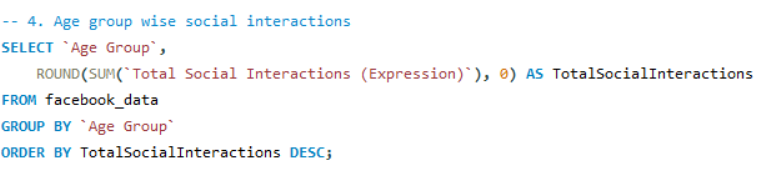 -- 4. Age group wise social interactions
SELECT `Age Group`,
    ROUND(SUM(`Total Social Interactions (Expression)`), 0) AS TotalSocialInteractions
FROM facebook_data
GROUP BY `Age Group`
ORDER BY TotalSocialInteractions DESC;